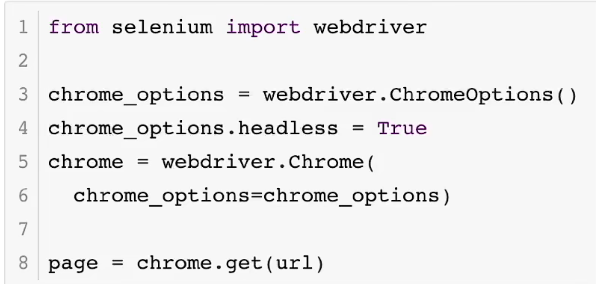 1 from selenium import webdriver
2
3 chrome_options = webdriver.ChromeOptions()
4 chrome_options.headless = True
5 chrome = webdriver.Chrome(
6   chrome_options=chrome_options)
7
8 page = chrome.get(url)